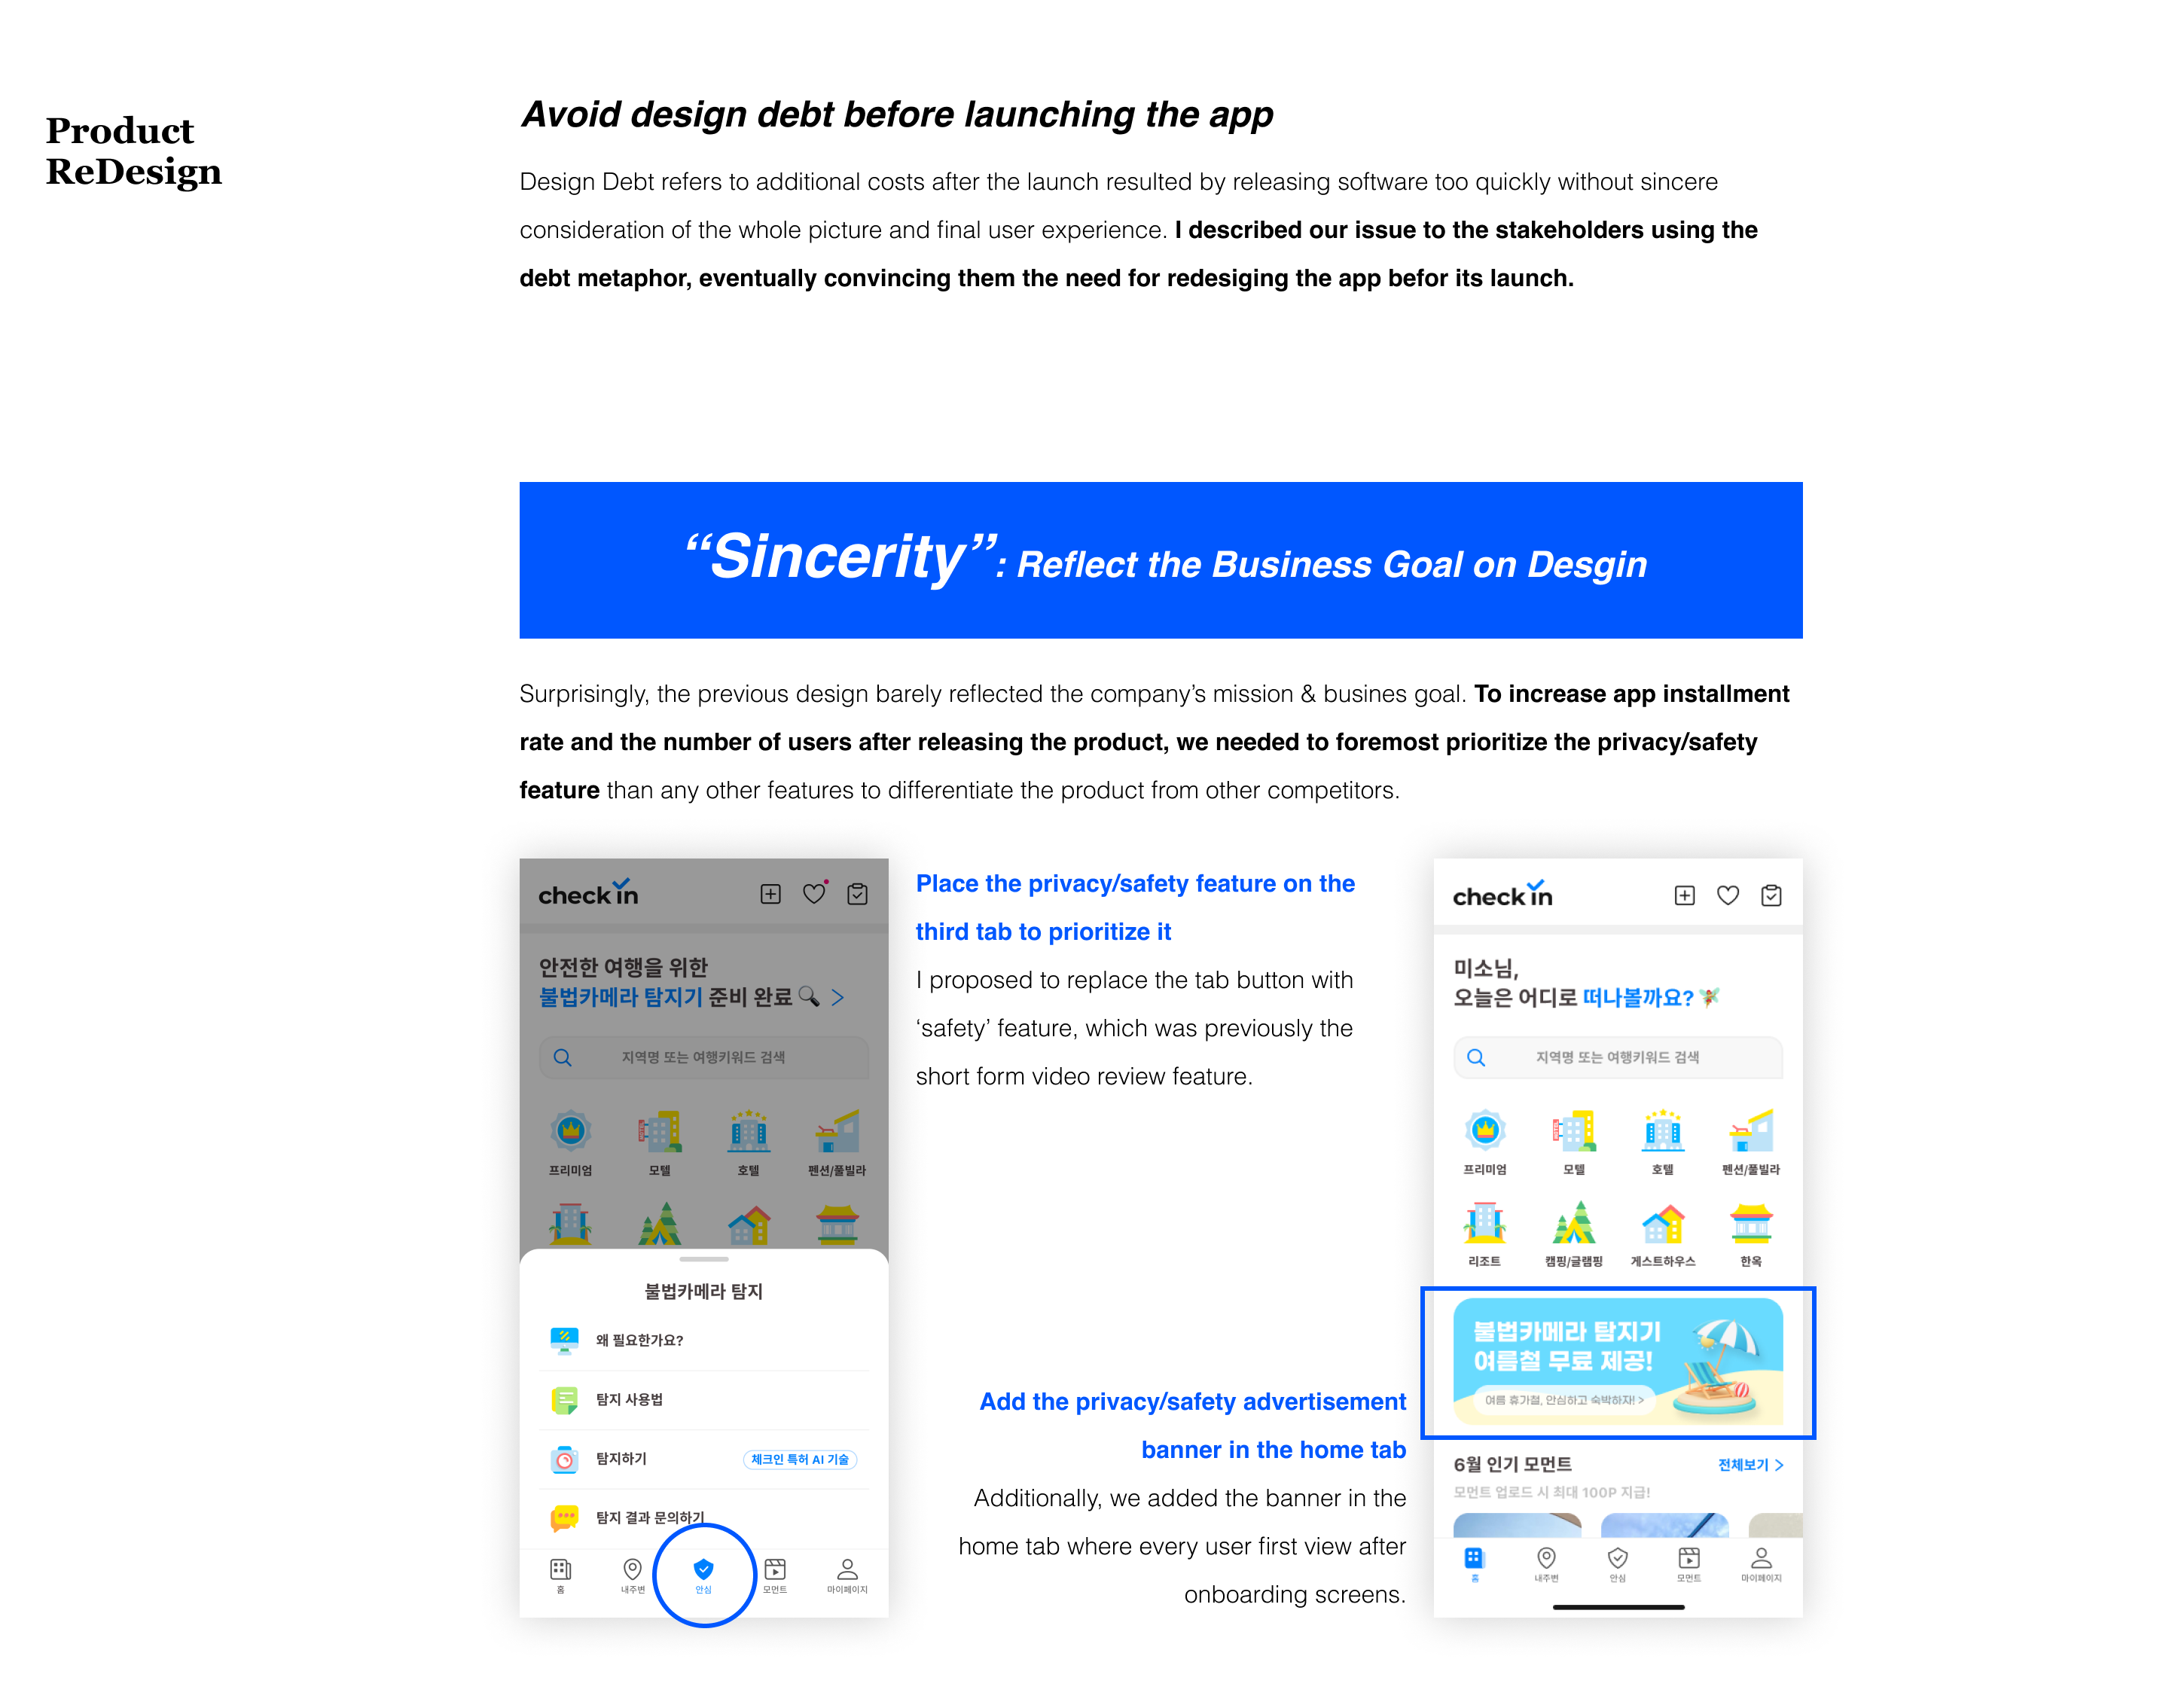 Product
ReDesign
Avoid design debt before launching the app
Design Debt refers to additional costs after the launch resulted by releasing software too quickly without sincere
consideration of the whole picture and final user experience. I described our issue to the stakeholders using the
debt metaphor, eventually convincing them the need for redesiging the app befor its launch.
“Sincerity”: Reflect the Business Goal on Desgin
Surprisingly, the previous design barely reflected the company’s mission & busines goal. To increase app installment
rate and the number of users after releasing the product, we needed to foremost prioritize the privacy/safety
feature than any other features to differentiate the product from other competitors.
check in
안전한 여행을 위한
불법카메라 탐지기 준비 완료
지역명 또는 여행키워드 검색
프리미엄 모텔 호텔 펜션/풀빌라
불법카메라 탐지
왜 필요한가요?
탐지 사용법
탐지하기 체크인 특허 AI 기술
탐지 결과 문의하기
홈 내주변 안심 모먼트 마이페이지
Place the privacy/safety feature on the
third tab to prioritize it
I proposed to replace the tab button with
‘safety’ feature, which was previously the
short form video review feature.
Add the privacy/safety advertisement
banner in the home tab
Additionally, we added the banner in the
home tab where every user first view after
onboarding screens.
check in
미소님,
오늘은 어디로 떠나볼까요?
지역명 또는 여행키워드 검색
프리미엄 모텔 호텔 펜션/풀빌라
리조트 캠핑/글램핑 게스트하우스 한옥
불법카메라 탐지기
여름철 무료 제공!
여름 휴가철, 안심하고 숙박하자! >
6월 인기 모먼트 전체보기 >
모먼트 업로드 시 최대 100P 지급!
홈 내주변 안심 모먼트 마이페이지